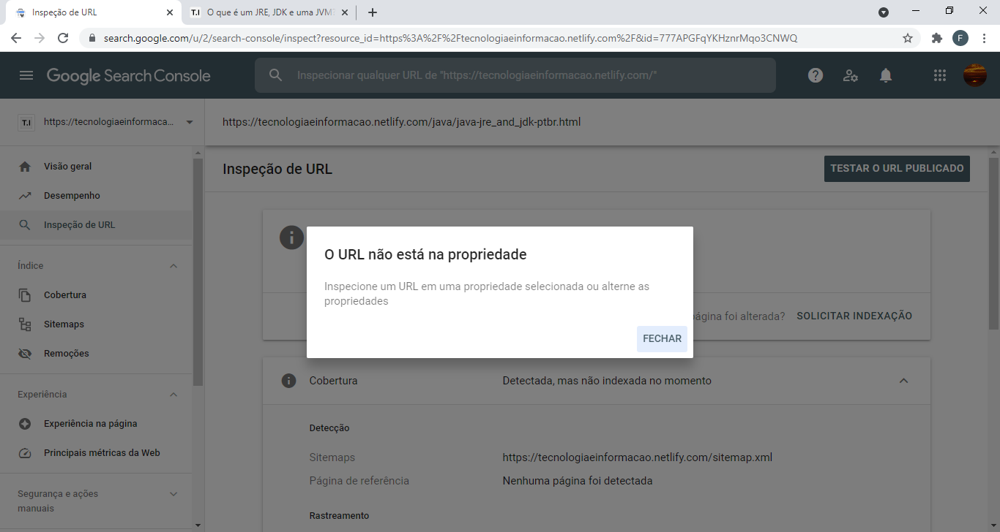 Inspeção de URL
T.I O que é um JRE, JDK e uma JVM
search.google.com/u/2/search-console/inspect?resource_id=https%3A%2F%2Ftecnologiaeinformacao.netlify.com%2F&id=777APGFqYKHznrMqo3CNWQ
F
Google Search Console
Inspecionar qualquer URL de "https://tecnologiaeinformacao.netlify.com/"
T.I https://tecnologiaeinformaca...
https://tecnologiaeinformacao.netlify.com/java/java-jre_and_jdk-ptbr.html
Visão geral
Desempenho
Inspeção de URL
Índice
Cobertura
Sitemaps
Remoções
Experiência
Experiência na página
Principais métricas da Web
Segurança e ações
manuais
Inspeção de URL
TESTAR O URL PUBLICADO
O URL não está na propriedade
Inspecione um URL em uma propriedade selecionada ou alterne as
propriedades
FECHAR
página foi alterada? SOLICITAR INDEXAÇÃO
Cobertura Detectada, mas não indexada no momento
Detecção
Sitemaps https://tecnologiaeinformacao.netlify.com/sitemap.xml
Página de referência Nenhuma página foi detectada
Rastreamento